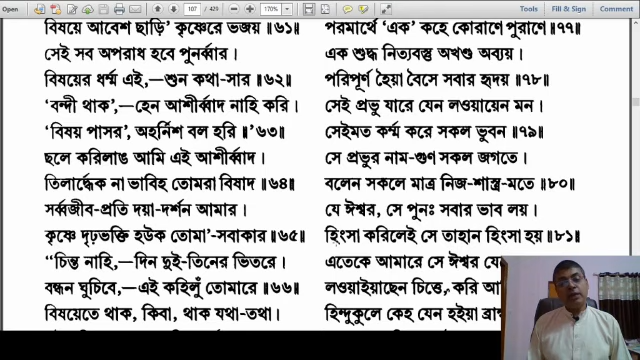 107
of 429
170%
Tools
Fill & Sign
Comment
বিষয়ে আবেশ ছাড়ি' কৃষ্ণেরে ভজয় ॥৬১॥
সেই সব অপরাধ হবে পুনর্ব্বার।
বিষয়ের ধর্ম্ম এই,—শুন কথা-সার ॥৬২॥
‘বন্দী থাক’,—হেন আশীর্ব্বাদ নাহি করি।
‘বিষয় পাসর’, অহর্নিশ বল হরি ॥’৬৩॥
ছলে করিলাঙ আমি এই আশীর্ব্বাদ।
তিলার্দ্ধেক না ভাবিহ তোমরা বিষাদ ॥৬৪॥
সর্ব্বজীব-প্রতি দয়া-দর্শন আমার।
কৃষ্ণে দৃঢ়ভক্তি হউক তোমা'-সবাকার ॥৬৫॥
“চিন্তা নাহি,—দিন দুই-তিনের ভিতরে।
বন্ধন ঘুচিবে,—এই কহিলুঁ তোমারে ॥৬৬॥
বিষয়েতে থাক, কিবা, থাক যথা-তথা।
পরমার্থে ‘এক’ কহে কোরাণে পুরাণে ॥৭৭॥
এক শুদ্ধ নিত্যবস্তু অখণ্ড অব্যয়।
পরিপূর্ণ হৈয়া বৈসে সবার হৃদয় ॥৭৮॥
সেই প্রভু যারে যেন লওয়ায়েন মন।
সেইমত কর্ম্ম করে সকল ভুবন ॥৭৯॥
সে প্রভুর নাম-গুণ সকল জগতে।
বলেন সকলে মাত্র নিজ-শাস্ত্র-মতে ॥৮০॥
যে ঈশ্বর, সে পুনঃ সবার ভাব লয়।
হিংসা করিলেই সে তাহান হিংসা হয় ॥৮১॥
এতেকে আমারে সে ঈশ্বর যে
লওয়াইয়াছেন চিত্তে, করি আ
হিন্দুকুলে কেহ যেন হইয়া ব্রা